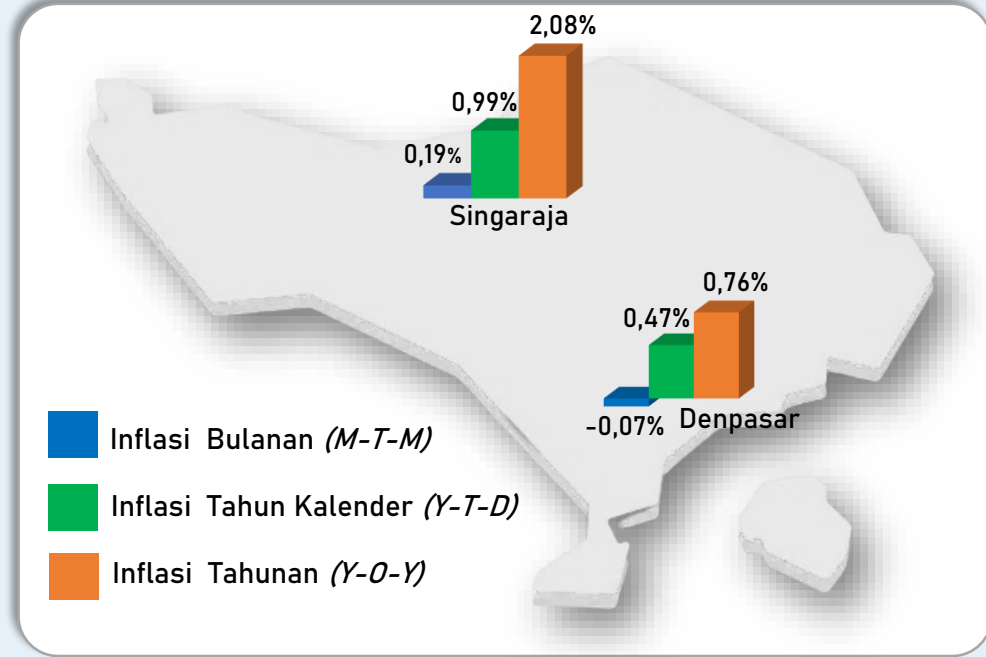 2,08%
0,99%
0,19%
Singaraja
0,76%
0,47%
-0,07%
Denpasar
Inflasi Bulanan (M-T-M)
Inflasi Tahun Kalender (Y-T-D)
Inflasi Tahunan (Y-O-Y)